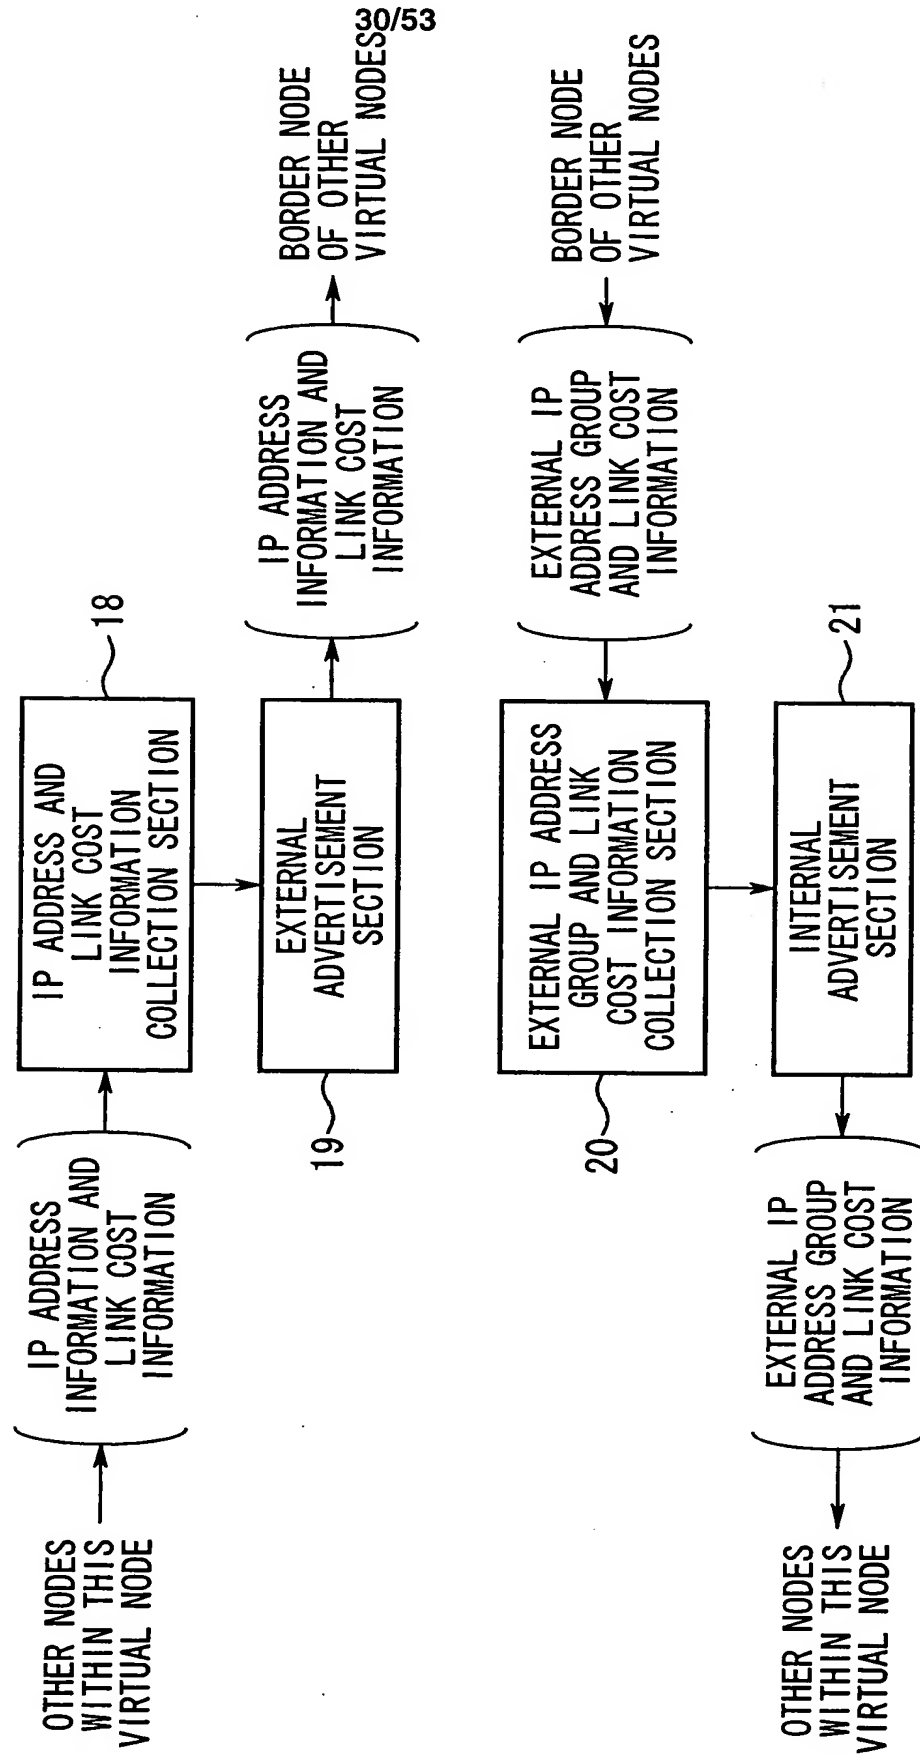 30/53
OTHER NODES
WITHIN THIS
VIRTUAL NODE
IP ADDRESS
INFORMATION AND
LINK COST
INFORMATION
IP ADDRESS AND
LINK COST
INFORMATION
COLLECTION SECTION
18
EXTERNAL
ADVERTISEMENT
SECTION
19
IP ADDRESS
INFORMATION AND
LINK COST
INFORMATION
BORDER NODE
OF OTHER
VIRTUAL NODES
BORDER NODE
OF OTHER
VIRTUAL NODES
EXTERNAL IP
ADDRESS GROUP
AND LINK COST
INFORMATION
EXTERNAL IP ADDRESS
GROUP AND LINK
COST INFORMATION
COLLECTION SECTION
20
INTERNAL
ADVERTISEMENT
SECTION
21
EXTERNAL IP
ADDRESS GROUP
AND LINK COST
INFORMATION
OTHER NODES
WITHIN THIS
VIRTUAL NODE